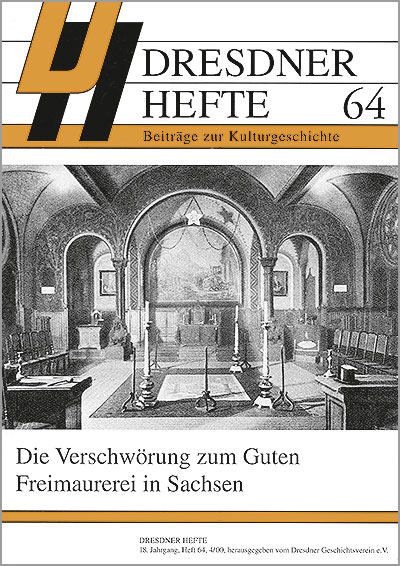 DRESDNER
HEFTE 64
Beiträge zur Kulturgeschichte
Die Verschwörung zum Guten
Freimaurerei in Sachsen
DRESDNER HEFTE
18. Jahrgang, Heft 64, 4/00, herausgegeben vom Dresdner Geschichtsverein e.V.